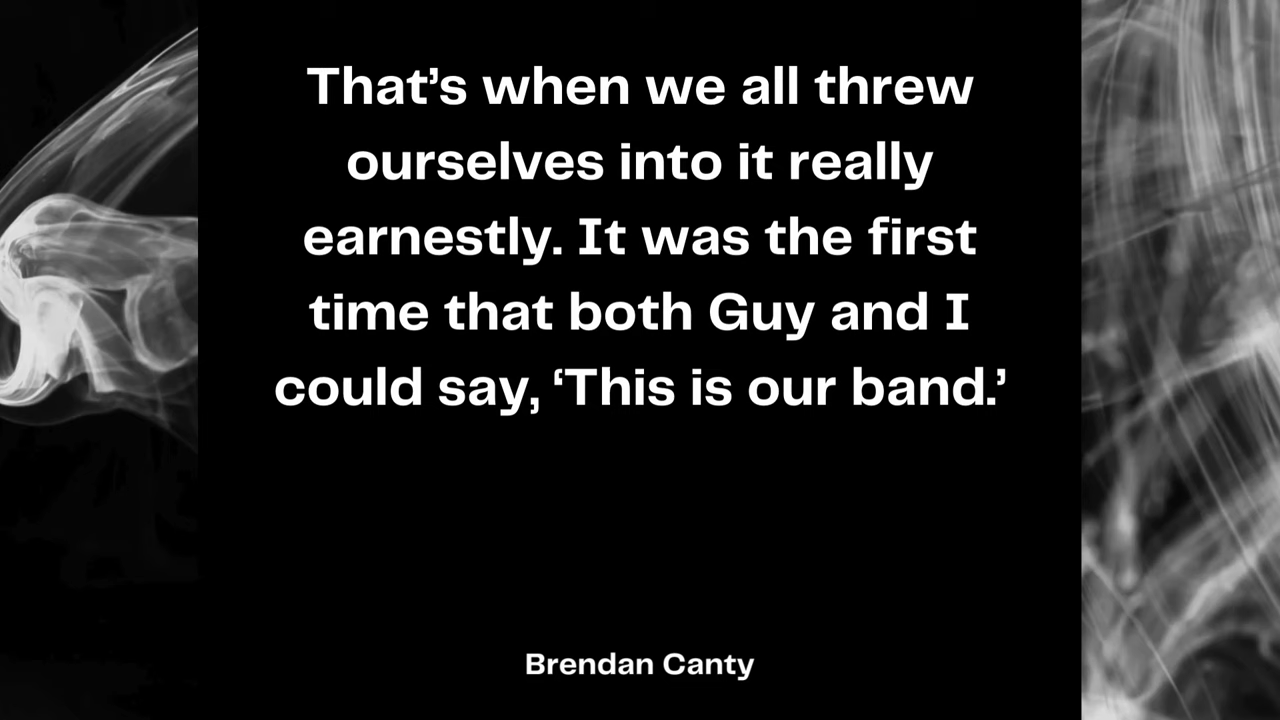 That’s when we all threw
ourselves into it really
earnestly. It was the first
time that both Guy and I
could say, ‘This is our band.’
Brendan Canty